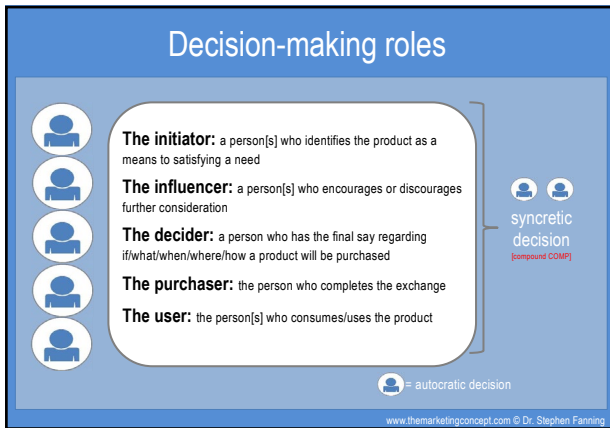 Decision-making roles
The initiator: a person[s] who identifies the product as a
means to satisfying a need
The influencer: a person[s] who encourages or discourages
further consideration
The decider: a person who has the final say regarding
if/what/when/where/how a product will be purchased
The purchaser: the person who completes the exchange
The user: the person[s] who consumes/uses the product
syncretic
decision
[compound COMP]
= autocratic decision
www.themarketingconcept.com © Dr. Stephen Fanning